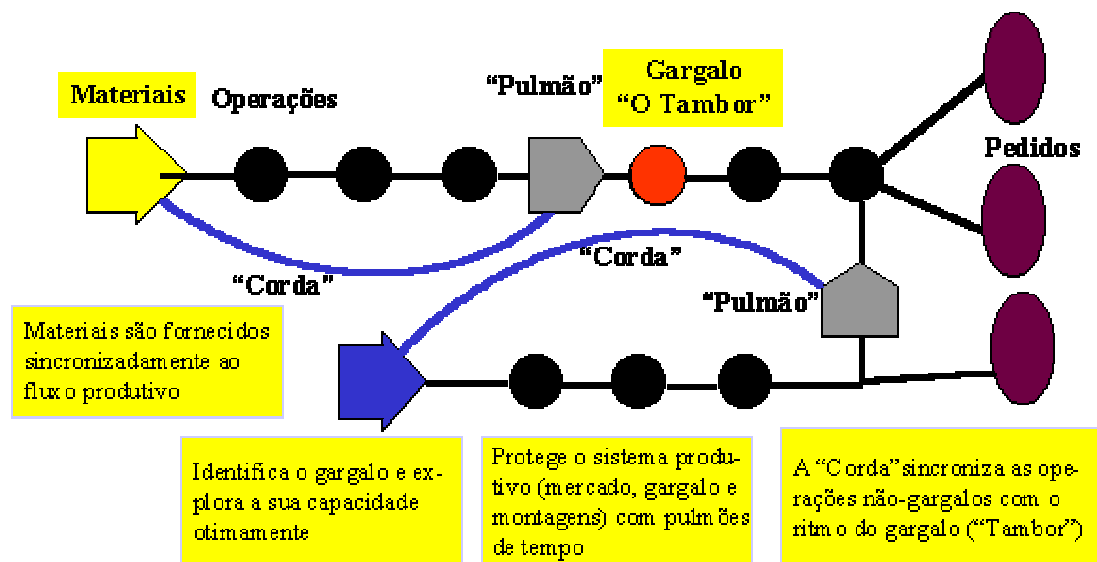 Materiais
Operações
“Pulmão”
Gargalo
“O Tambor”
Pedidos
“Corda”
“Corda”
“Pulmão”
Materiais são fornecidos
sincronizadamente ao
fluxo produtivo
Identifica o gargalo e ex-
plora a sua capacidade
otimamente
Protege o sistema produ-
tivo (mercado, gargalo e
montagens) com pulmões
de tempo
A “Corda” sincroniza as ope-
rações não-gargalos com o
ritmo do gargalo (“Tambor”)